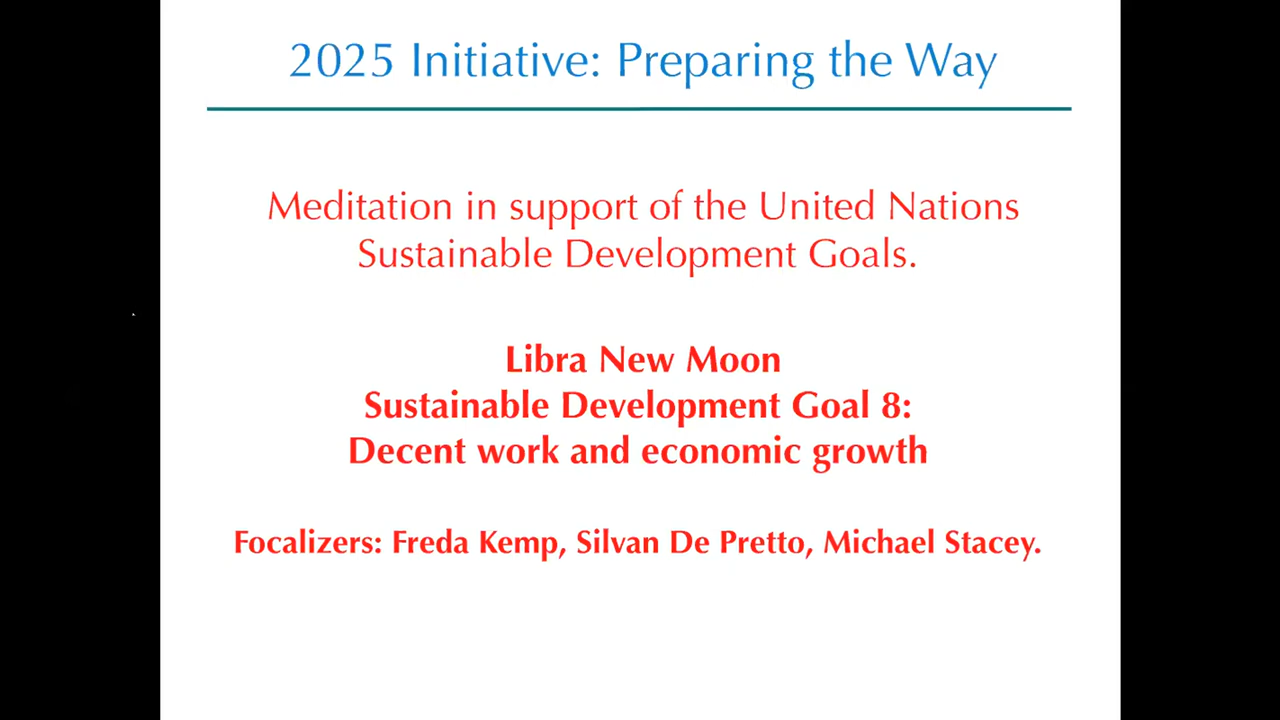 2025 Initiative: Preparing the Way
Meditation in support of the United Nations
Sustainable Development Goals.
Libra New Moon
Sustainable Development Goal 8:
Decent work and economic growth
Focalizers: Freda Kemp, Silvan De Pretto, Michael Stacey.